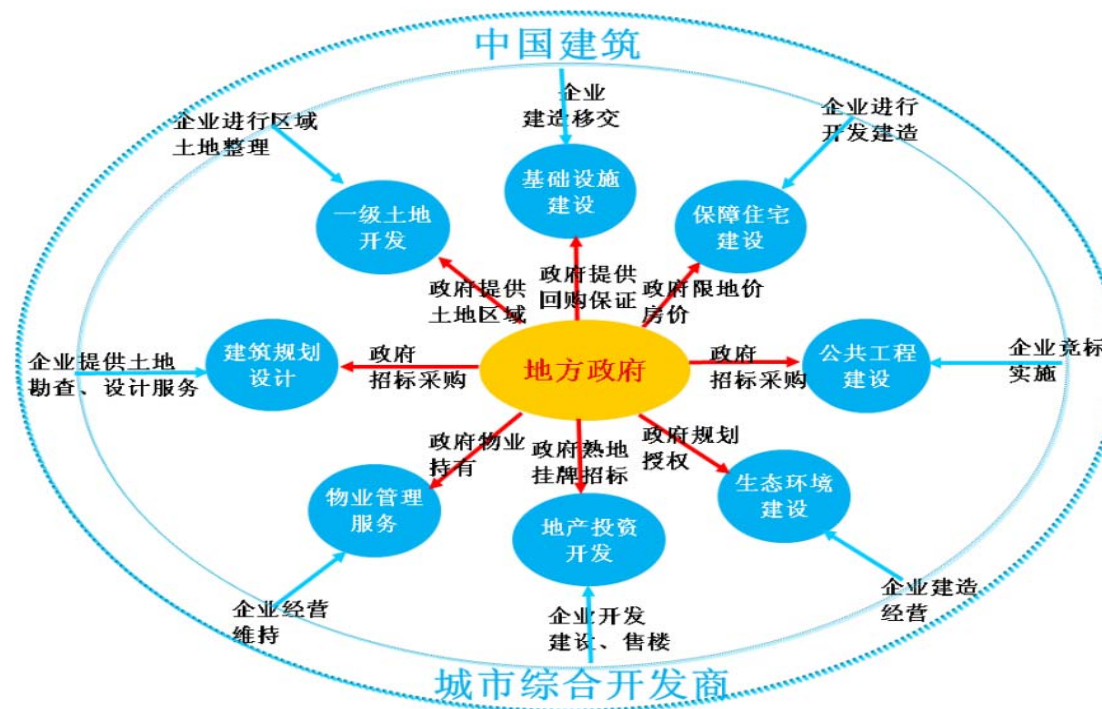 中国建筑
企业
建造移交
企业进行区域
土地整理
企业进行
开发建造
基础设施
建设
一级土地
开发
保障住宅
建设
政府提供
土地区域
政府提供
回购保证
政府限地价
房价
企业提供土地
勘查、设计服务
建筑规划
设计
政府
招标采购
地方政府
政府
招标采购
公共工程
建设
企业竞标
实施
政府物业
持有
政府熟地
挂牌招标
政府规划
授权
物业管理
服务
地产投资
开发
生态环境
建设
企业经营
维持
企业开发
建设、售楼
企业建造
经营
城市综合开发商